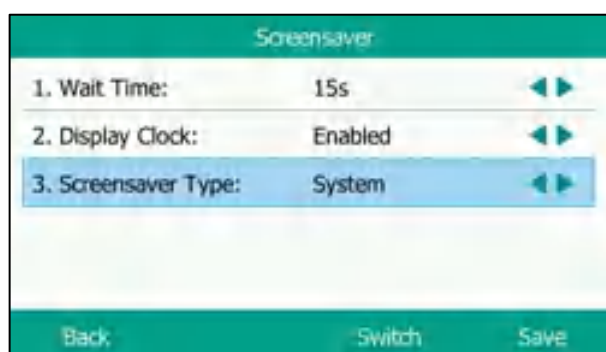 Screensaver
1. Wait Time: 15s
2. Display Clock: Enabled
3. Screensaver Type: System
Back Switch Save